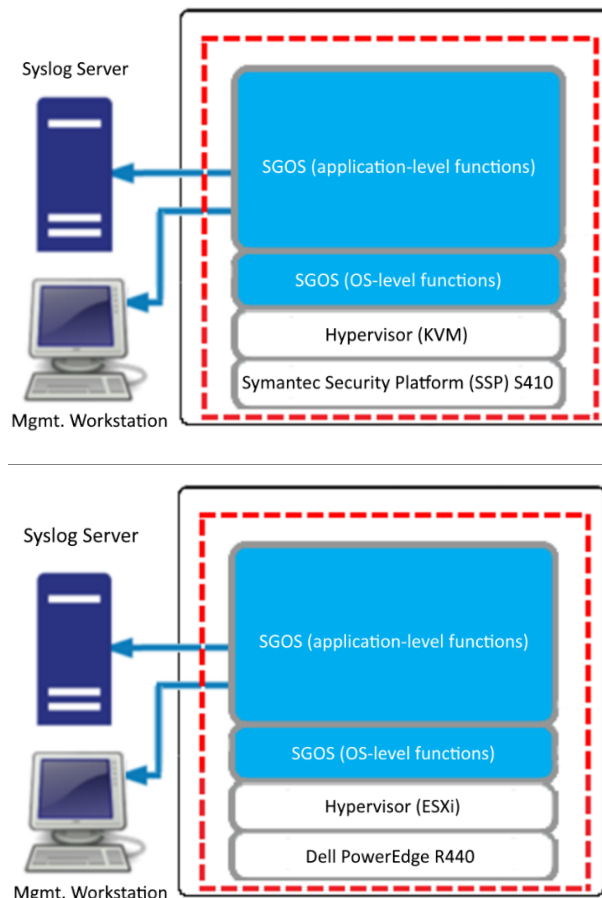 Syslog Server
SGOS (application-level functions)
SGOS (OS-level functions)
Hypervisor (KVM)
Symantec Security Platform (SSP) S410
Mgmt. Workstation
Syslog Server
SGOS (application-level functions)
SGOS (OS-level functions)
Hypervisor (ESXi)
Dell PowerEdge R440
Mgmt. Workstation